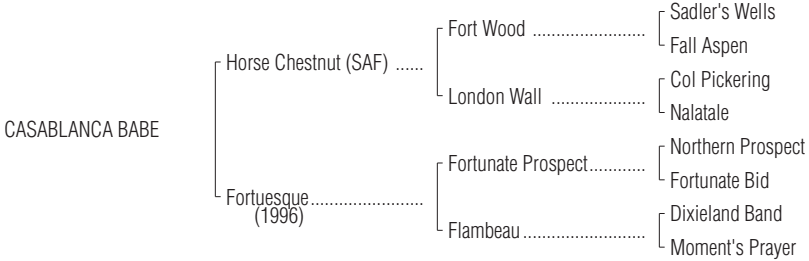 Sadler's Wells
Fort Wood ........................
Fall Aspen
Horse Chestnut (SAF) ......
Col Pickering
London Wall ....................
Nalatale
CASABLANCA BABE
Northern Prospect
Fortunate Prospect............
Fortunate Bid
Fortuesque........................
(1996)
Dixieland Band
Flambeau..........................
Moment's Prayer